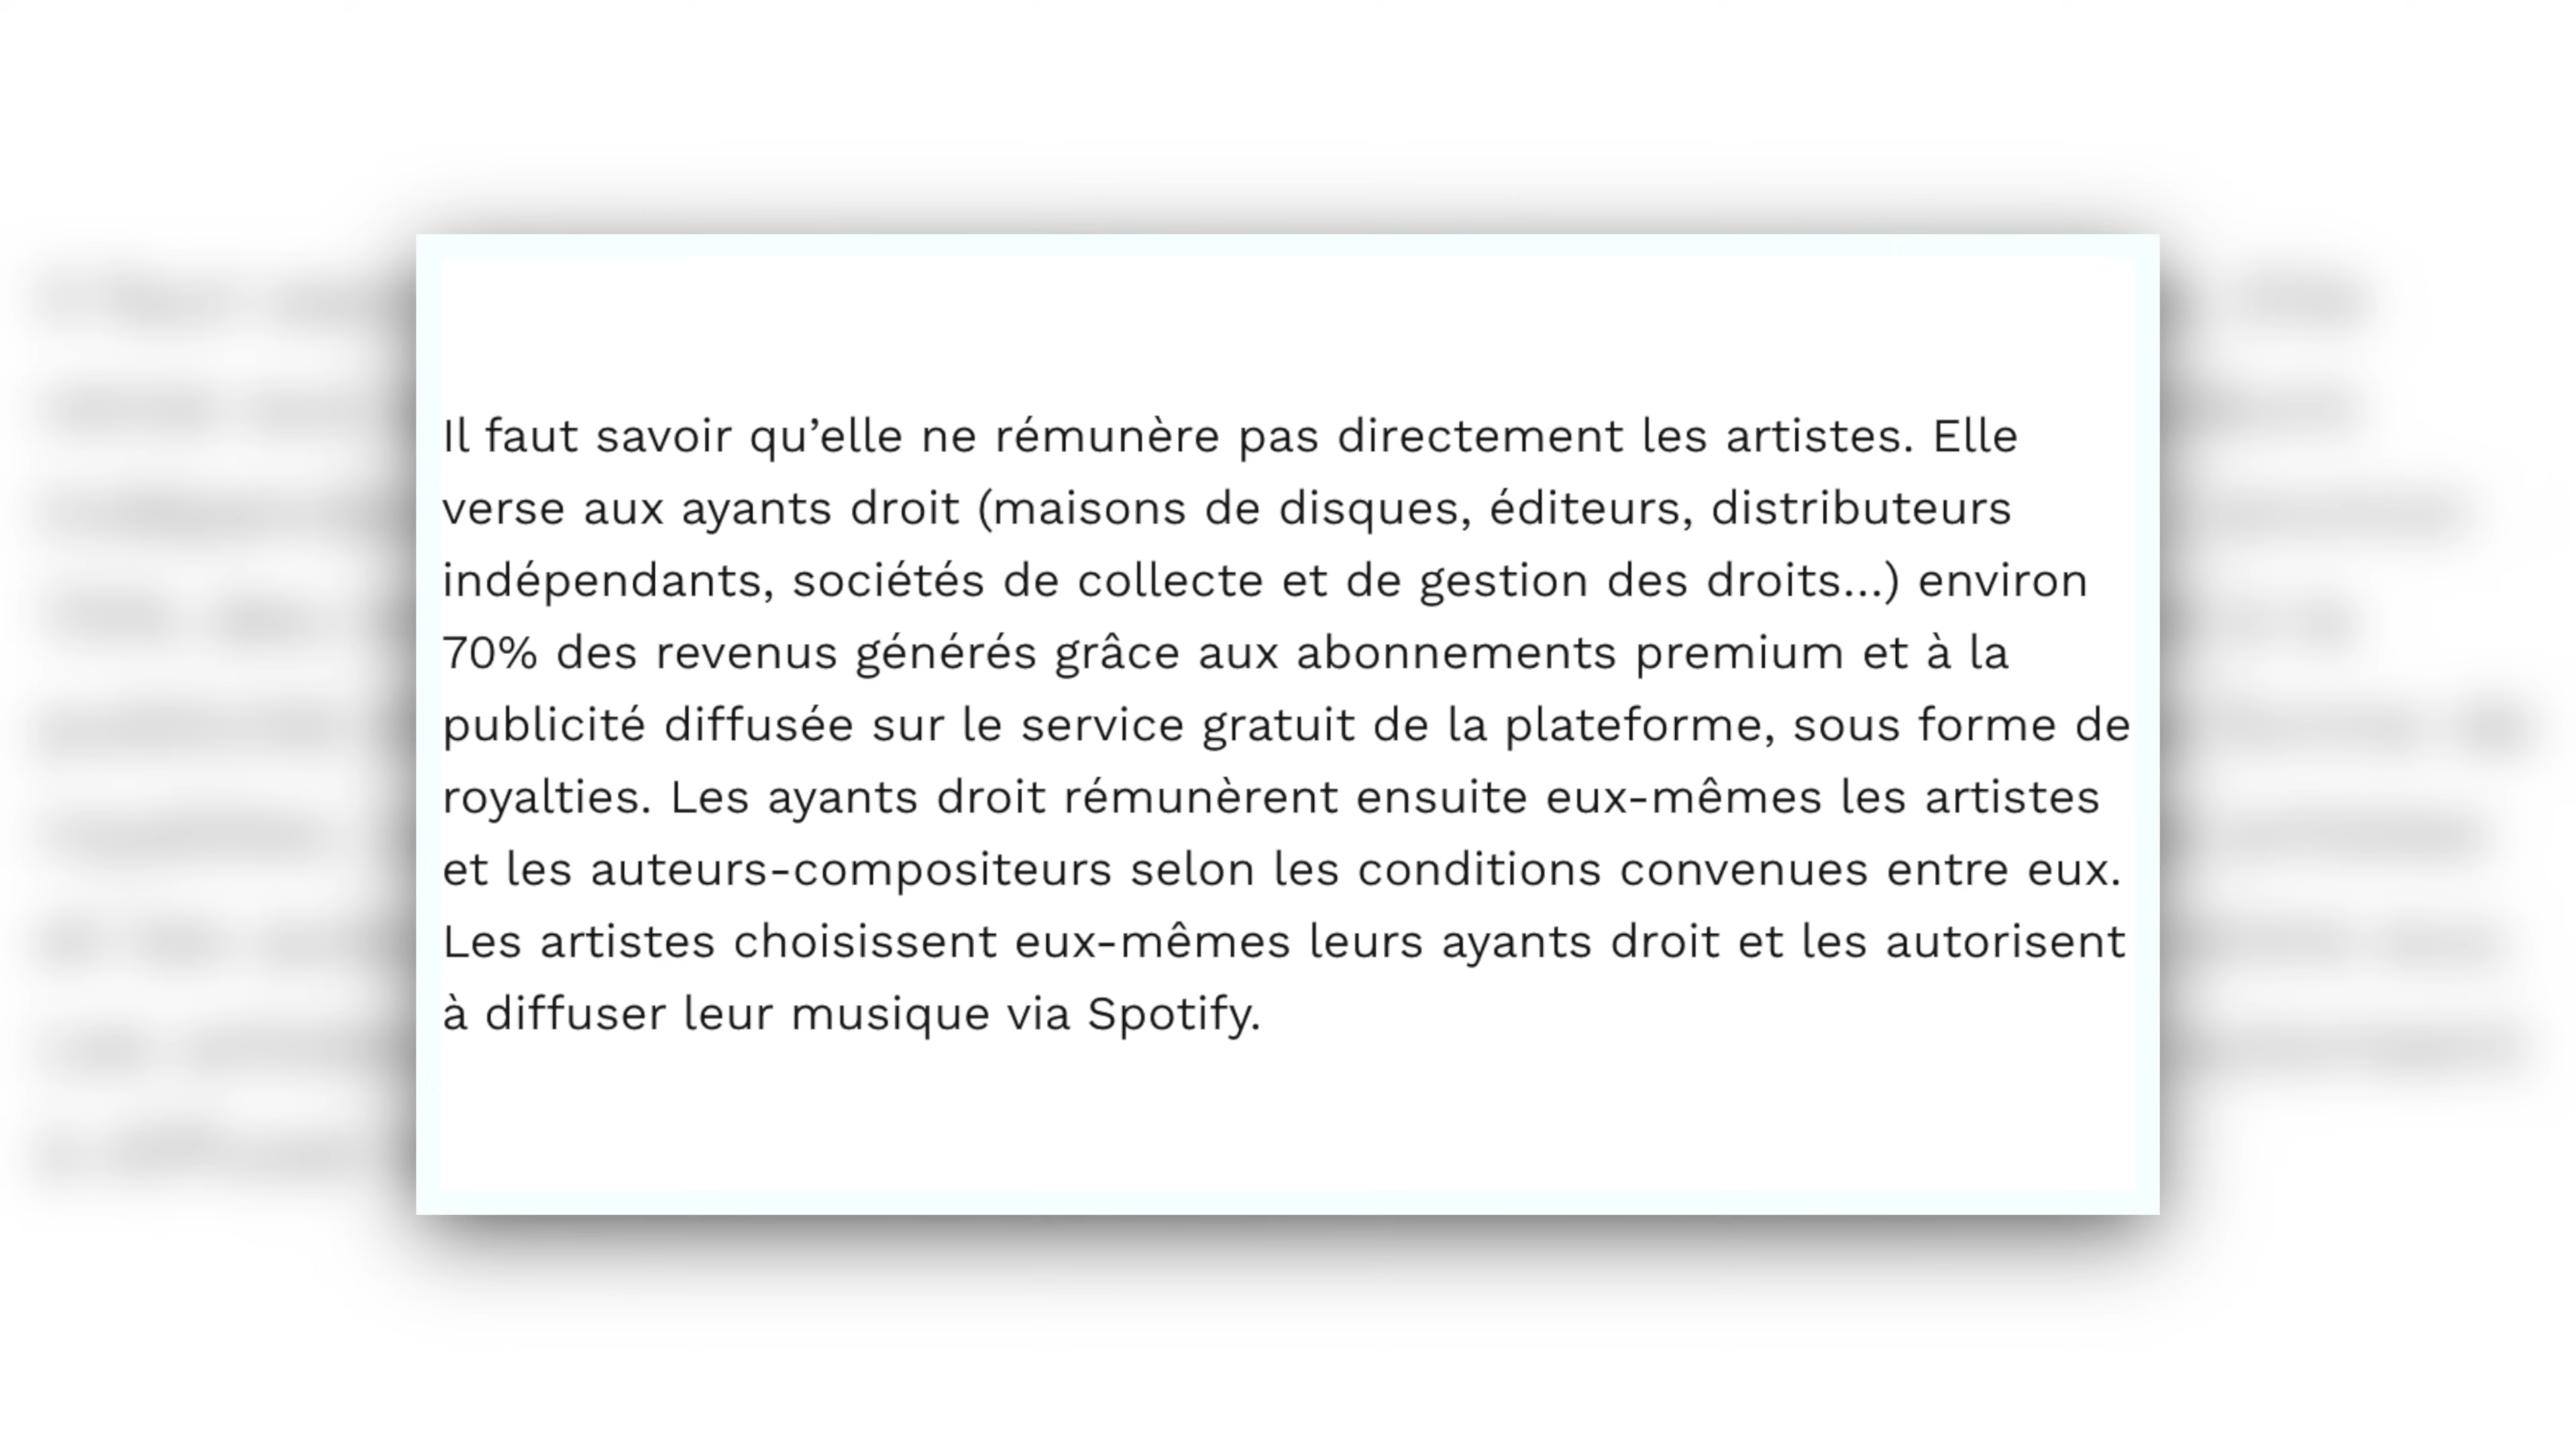 Il faut savoir qu’elle ne rémunère pas directement les artistes. Elle
verse aux ayants droit (maisons de disques, éditeurs, distributeurs
indépendants, sociétés de collecte et de gestion des droits...) environ
70% des revenus générés grâce aux abonnements premium et à la
publicité diffusée sur le service gratuit de la plateforme, sous forme de
royalties. Les ayants droit rémunèrent ensuite eux-mêmes les artistes
et les auteurs-compositeurs selon les conditions convenues entre eux.
Les artistes choisissent eux-mêmes leurs ayants droit et les autorisent
à diffuser leur musique via Spotify.